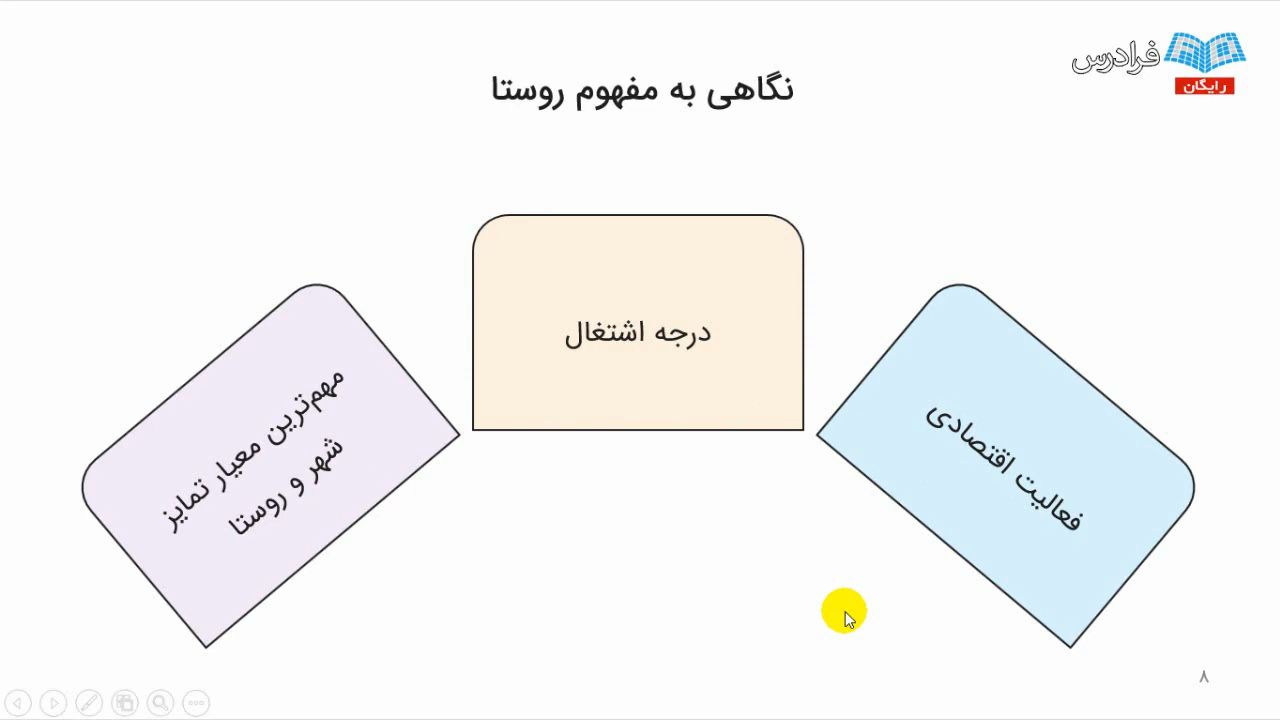 فرادرس
رایگان
نگاهی به مفهوم روستا
فعالیت اقتصادی
درجه اشتغال
مهم‌ترین معیار تمایز
شهر و روستا
۸